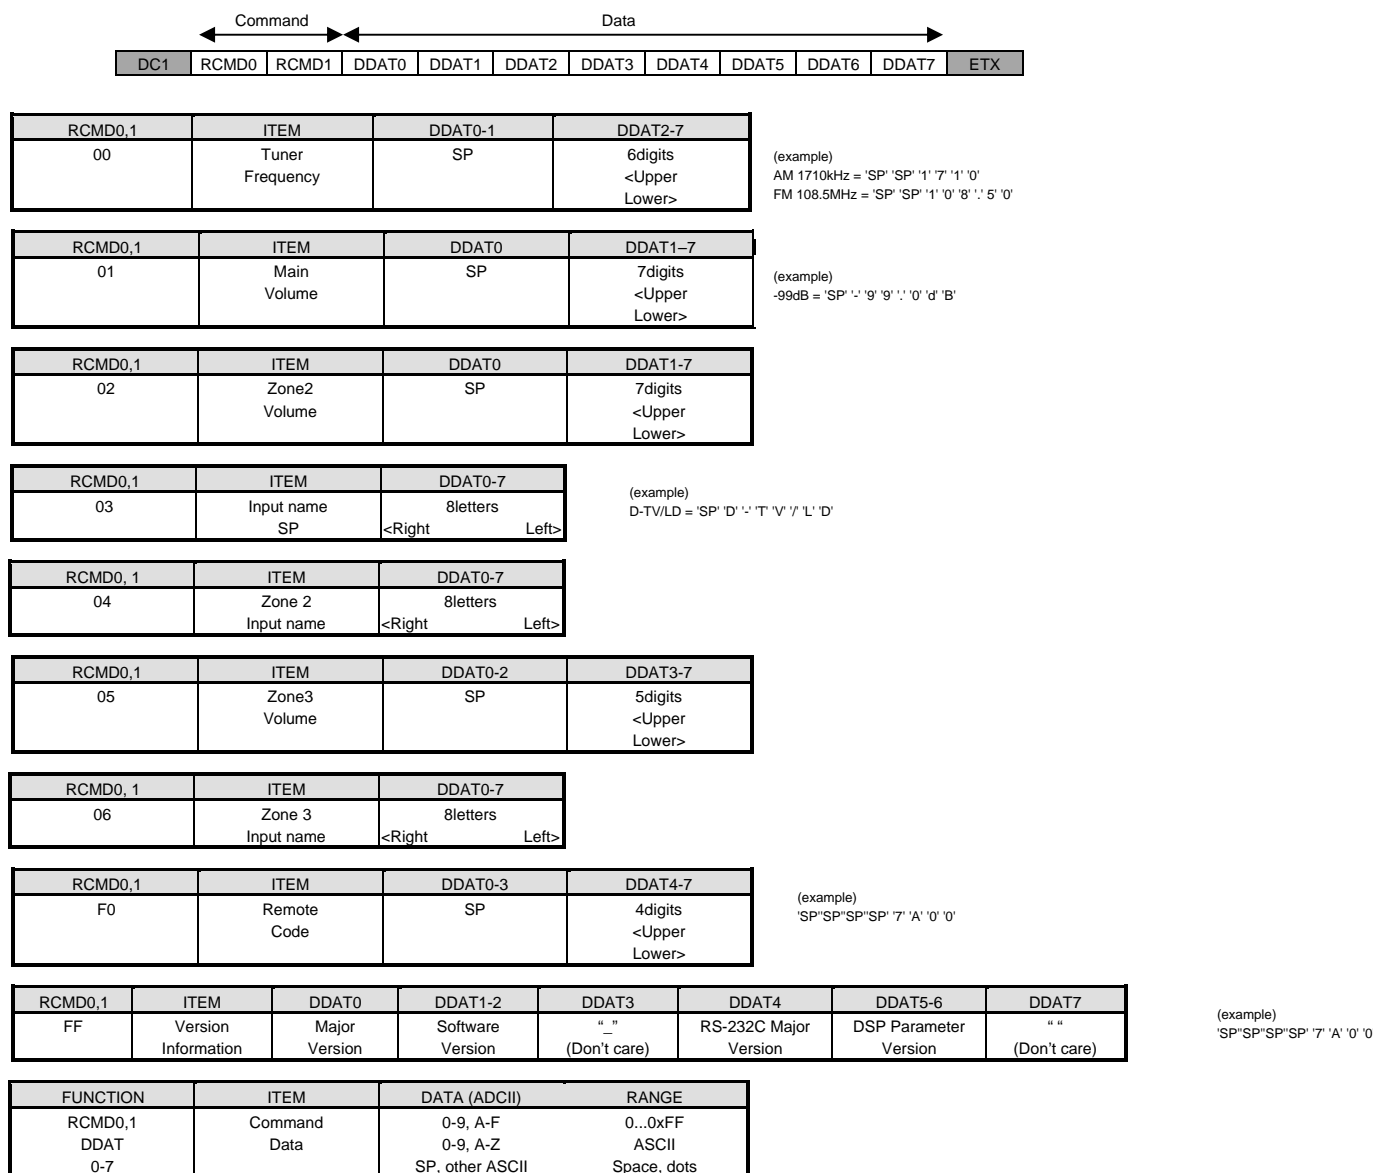 Command Data
DC1 RCMD0 RCMD1 DDAT0 DDAT1 DDAT2 DDAT3 DDAT4 DDAT5 DDAT6 DDAT7 ETX
RCMD0,1 ITEM DDAT0-1 DDAT2-7
00 Tuner SP 6digits
Frequency <Upper
Lower>
(example)
AM 1710kHz = 'SP' 'SP' '1' '7' '1' '0'
FM 108.5MHz = 'SP' 'SP' '1' '0' '8' '.' 5' '0'
RCMD0,1 ITEM DDAT0 DDAT1–7
01 Main SP 7digits
Volume <Upper
Lower>
(example)
-99dB = 'SP' '-' '9' '9' '.' '0' 'd' 'B'
RCMD0,1 ITEM DDAT0 DDAT1-7
02 Zone2 SP 7digits
Volume <Upper
Lower>
RCMD0,1 ITEM DDAT0-7
03 Input name 8letters
SP <Right Left>
(example)
D-TV/LD = 'SP' 'D' '-' 'T' 'V' '/' 'L' 'D'
RCMD0, 1 ITEM DDAT0-7
04 Zone 2 8letters
Input name <Right Left>
RCMD0,1 ITEM DDAT0-2 DDAT3-7
05 Zone3 SP 5digits
Volume <Upper
Lower>
RCMD0, 1 ITEM DDAT0-7
06 Zone 3 8letters
Input name <Right Left>
RCMD0,1 ITEM DDAT0-3 DDAT4-7
F0 Remote SP 4digits
Code <Upper
Lower>
(example)
'SP''SP''SP''SP' '7' 'A' '0' '0'
RCMD0,1 ITEM DDAT0 DDAT1-2 DDAT3 DDAT4 DDAT5-6 DDAT7
FF Version Major Software “_” RS-232C Major DSP Parameter “ “
Information Version Version (Don't care) Version Version (Don't care)
(example)
'SP''SP''SP''SP' '7' 'A' '0' '0
FUNCTION ITEM DATA (ADCII) RANGE
RCMD0,1 Command 0-9, A-F 0...0xFF
DDAT Data 0-9, A-Z ASCII
0-7 SP, other ASCII Space, dots